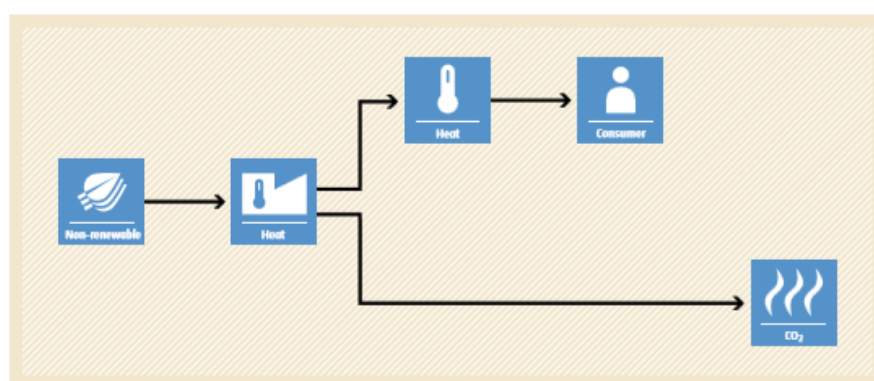 Heat
Consumer
Non-renewable
Heat
CO₂